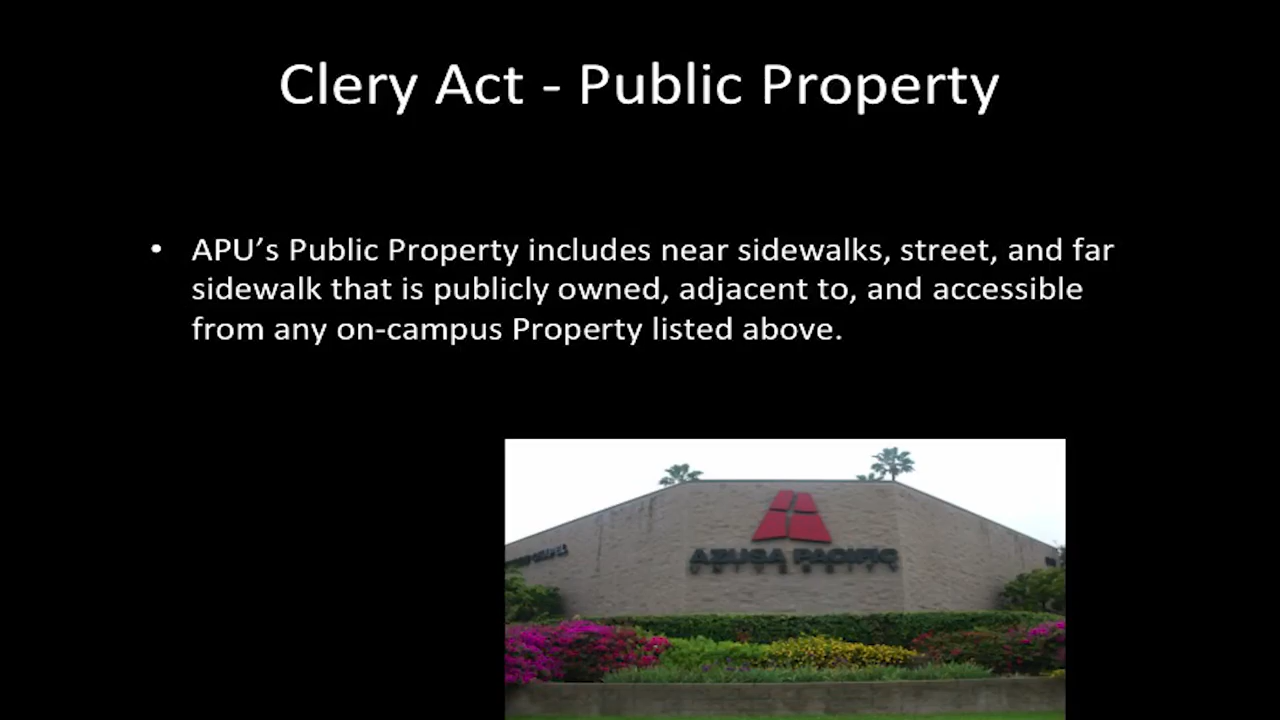 Clery Act - Public Property
• APU’s Public Property includes near sidewalks, street, and far
sidewalk that is publicly owned, adjacent to, and accessible
from any on-campus Property listed above.
AZUSA PACIFIC
UNIVERSITY